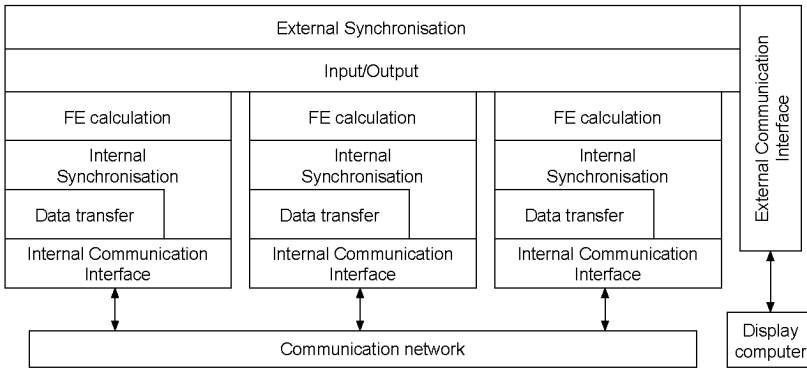 External Synchronisation
Input/Output
External Communication
Interface
FE calculation
Internal
Synchronisation
Data transfer
Internal Communication
Interface
FE calculation
Internal
Synchronisation
Data transfer
Internal Communication
Interface
FE calculation
Internal
Synchronisation
Data transfer
Internal Communication
Interface
Communication network
Display
computer